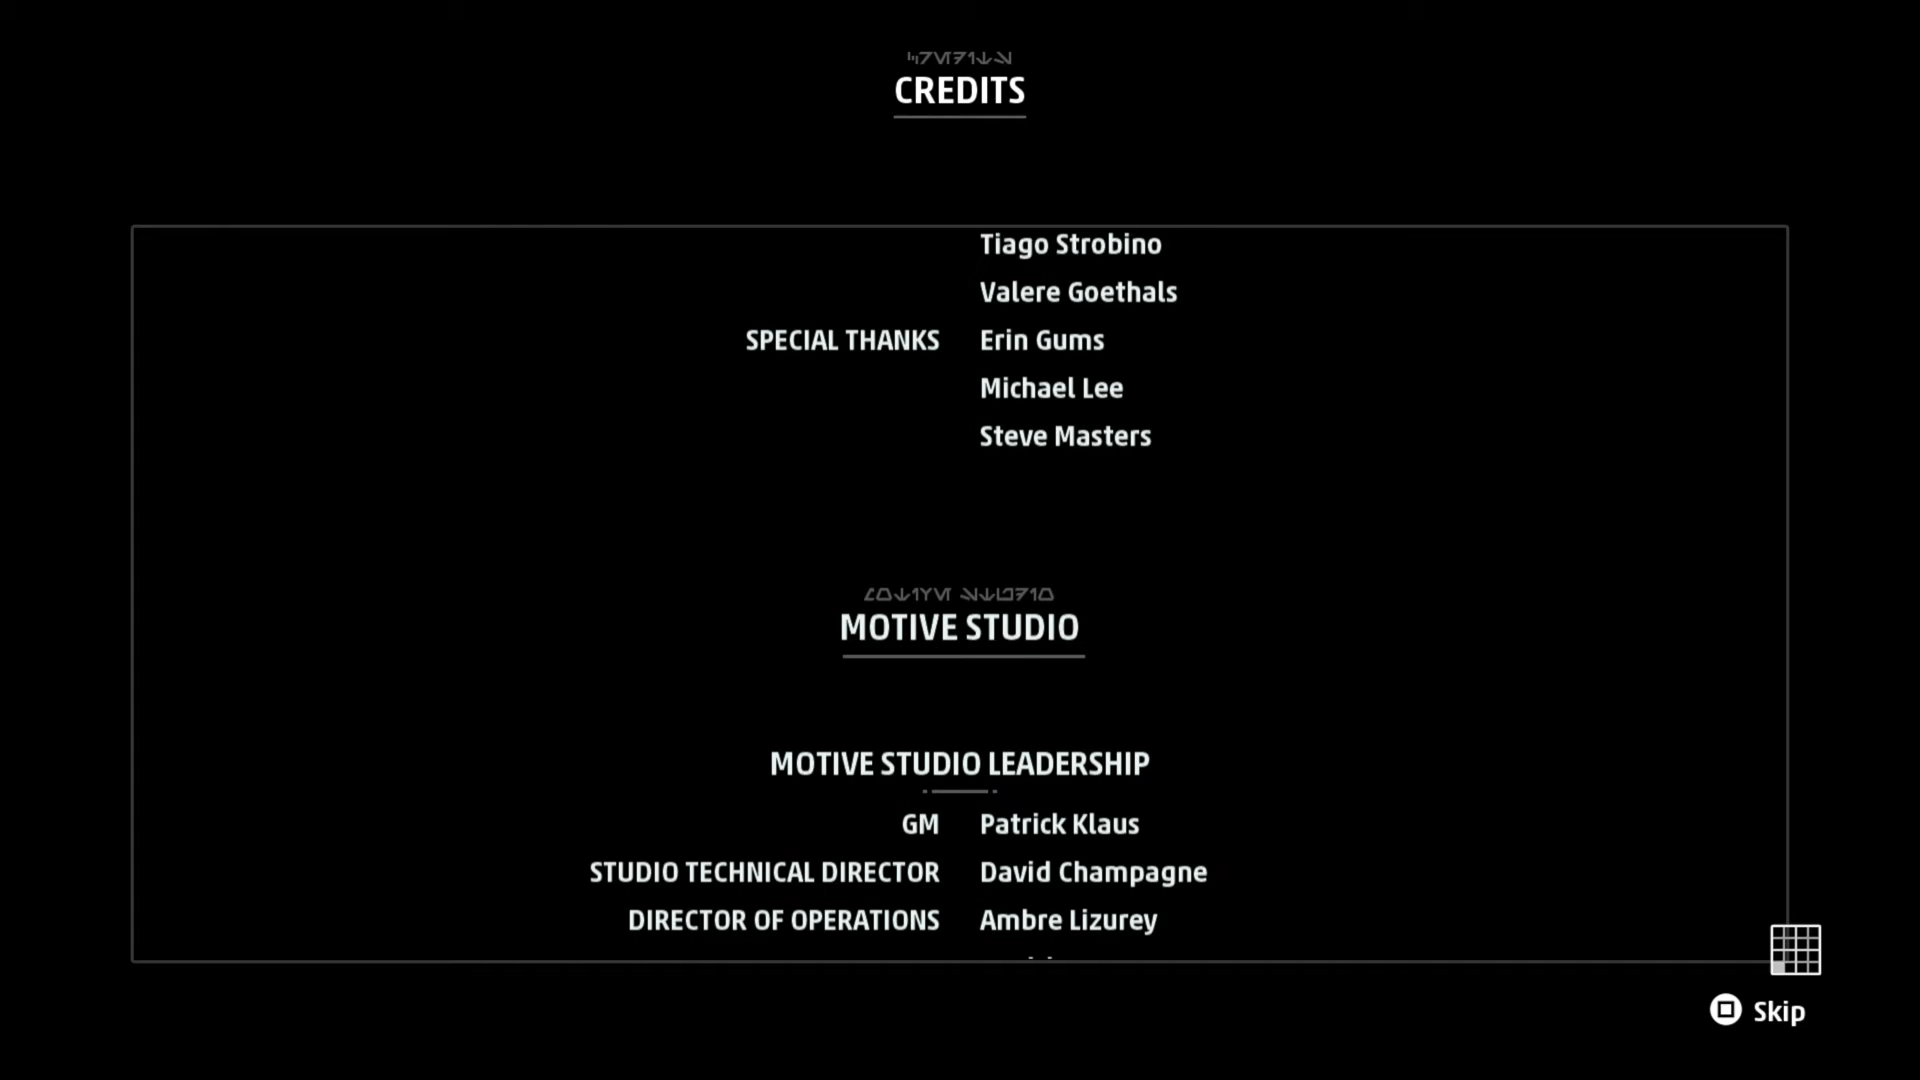 CREDITS
Tiago Strobino
Valere Goethals
SPECIAL THANKS Erin Gums
Michael Lee
Steve Masters
MOTIVE STUDIO
MOTIVE STUDIO LEADERSHIP
GM Patrick Klaus
STUDIO TECHNICAL DIRECTOR David Champagne
DIRECTOR OF OPERATIONS Ambre Lizurey
Skip